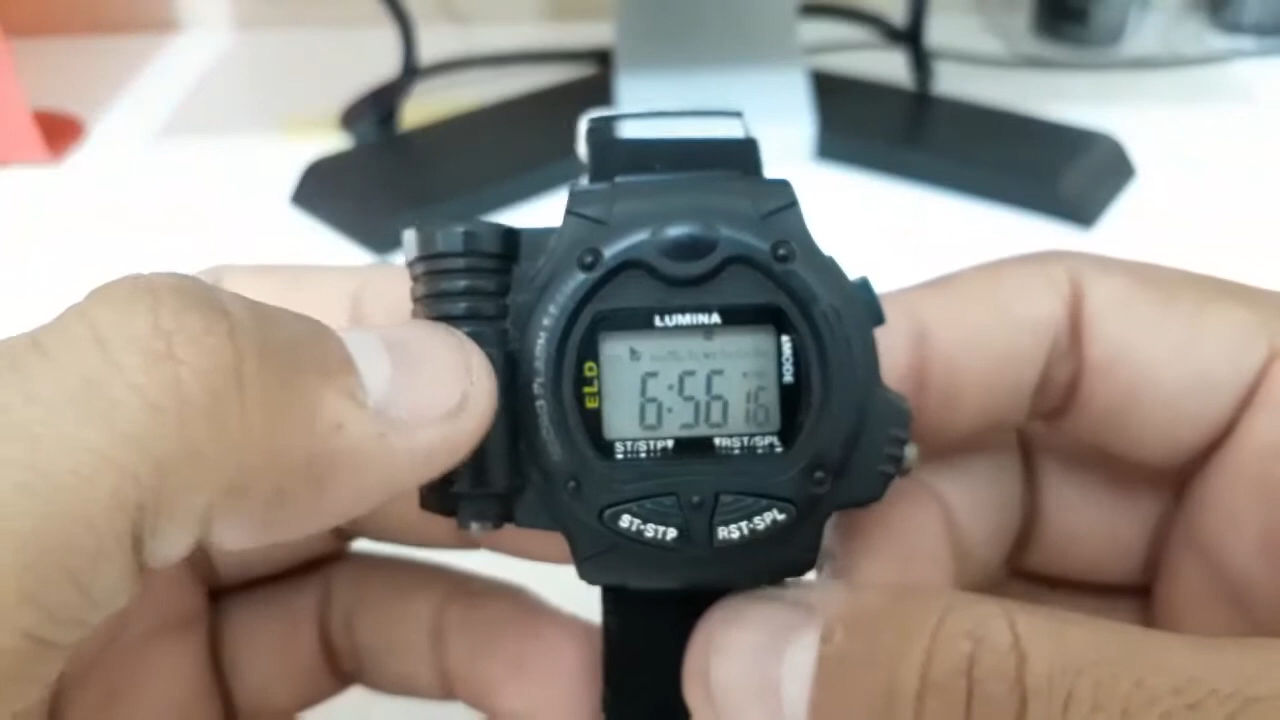 LUMINA
MODE
ELD
6:56 16
ST/STP RST/SPL
ST-STP RST-SPL